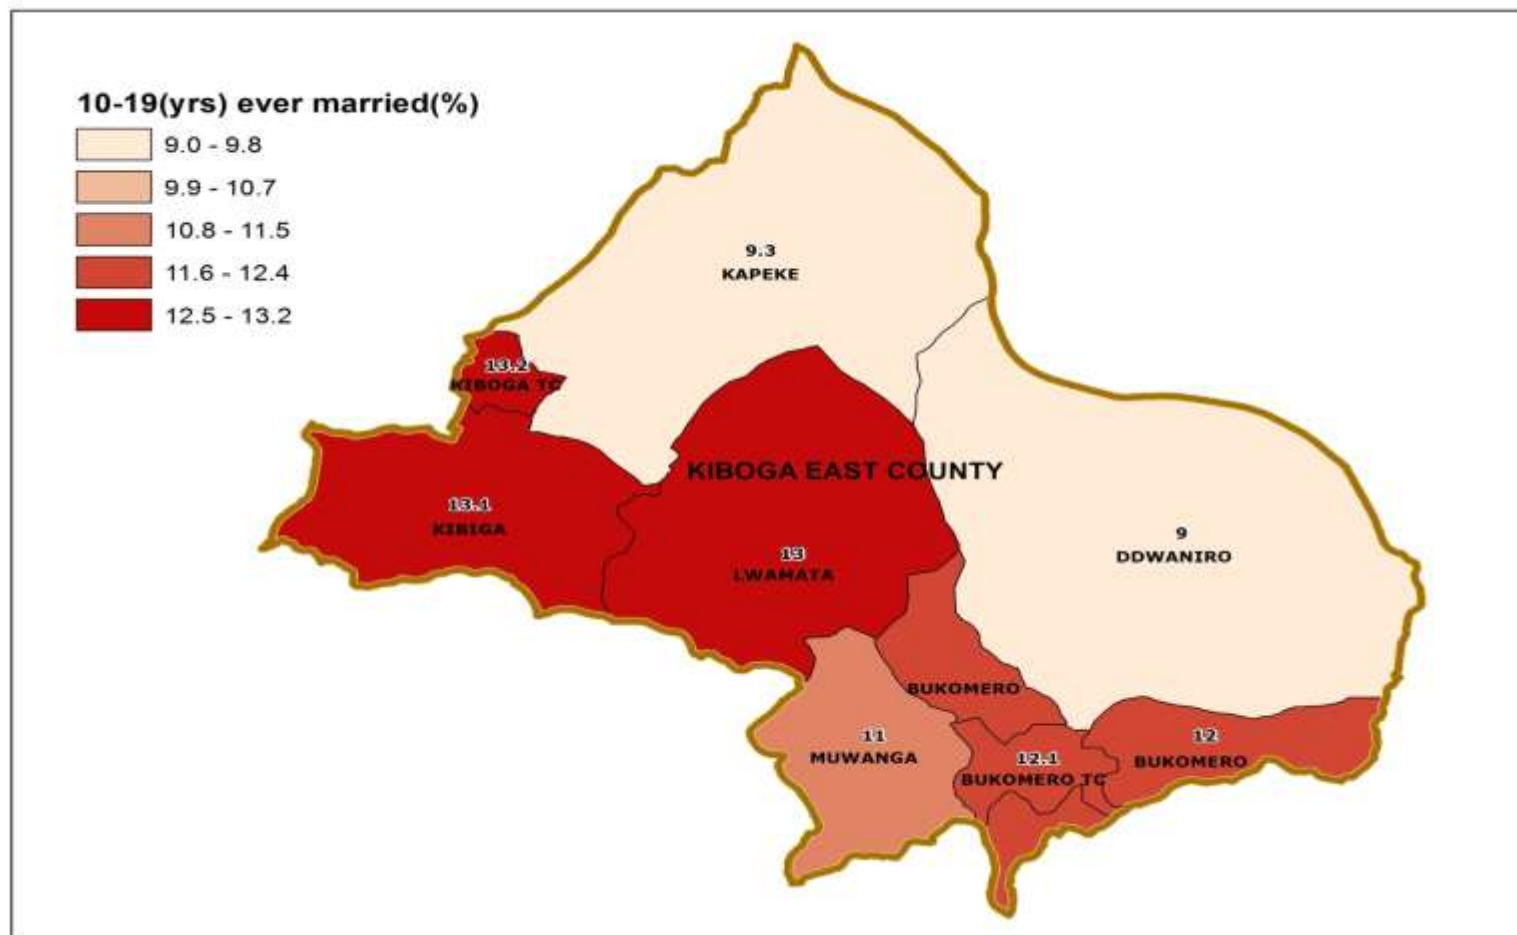 10-19(yrs) ever married(%)
9.0 - 9.8
9.9 - 10.7
10.8 - 11.5
11.6 - 12.4
12.5 - 13.2
9.3
KAPEKE
13.2
KIBOGA TC
KIBOGA EAST COUNTY
13.1
KIBIGA
13
LWAMATA
9
DDWANIRO
BUKOMERO
11
MUWANGA
12.1
BUKOMERO TC
12
BUKOMERO